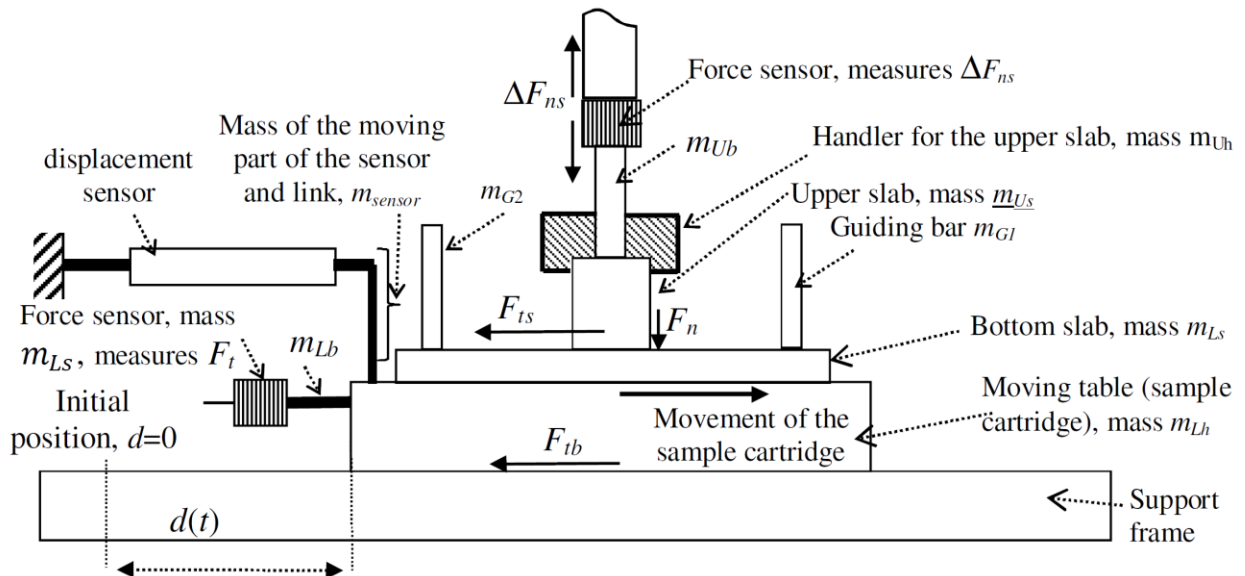 ΔF_ns
Force sensor, measures ΔF_ns
Mass of the moving
part of the sensor
and link, m_sensor
displacement
sensor
m_G2
m_Ub
Handler for the upper slab, mass m_Uh
Upper slab, mass m_Us
Guiding bar m_G1
F_ts
F_n
Force sensor, mass
m_Ls, measures F_t
m_Lb
Bottom slab, mass m_Ls
Initial
position, d=0
Movement of the
sample cartridge
Moving table (sample
cartridge), mass m_Lh
F_tb
d(t)
Support
frame